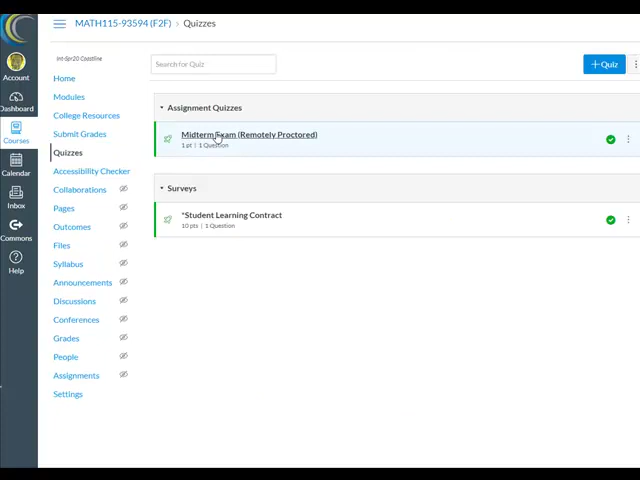 MATH115-93594 (F2F) › Quizzes
Int-Spr20 Coastline
Account
Dashboard
Courses
Calendar
Inbox
Commons
Help
Home
Modules
College Resources
Submit Grades
Quizzes
Accessibility Checker
Collaborations
Pages
Outcomes
Files
Syllabus
Announcements
Discussions
Conferences
Grades
People
Assignments
Settings
Search for Quiz
+ Quiz
Assignment Quizzes
Midterm Exam (Remotely Proctored)
1 pt | 1 Question
Surveys
*Student Learning Contract
10 pts | 1 Question